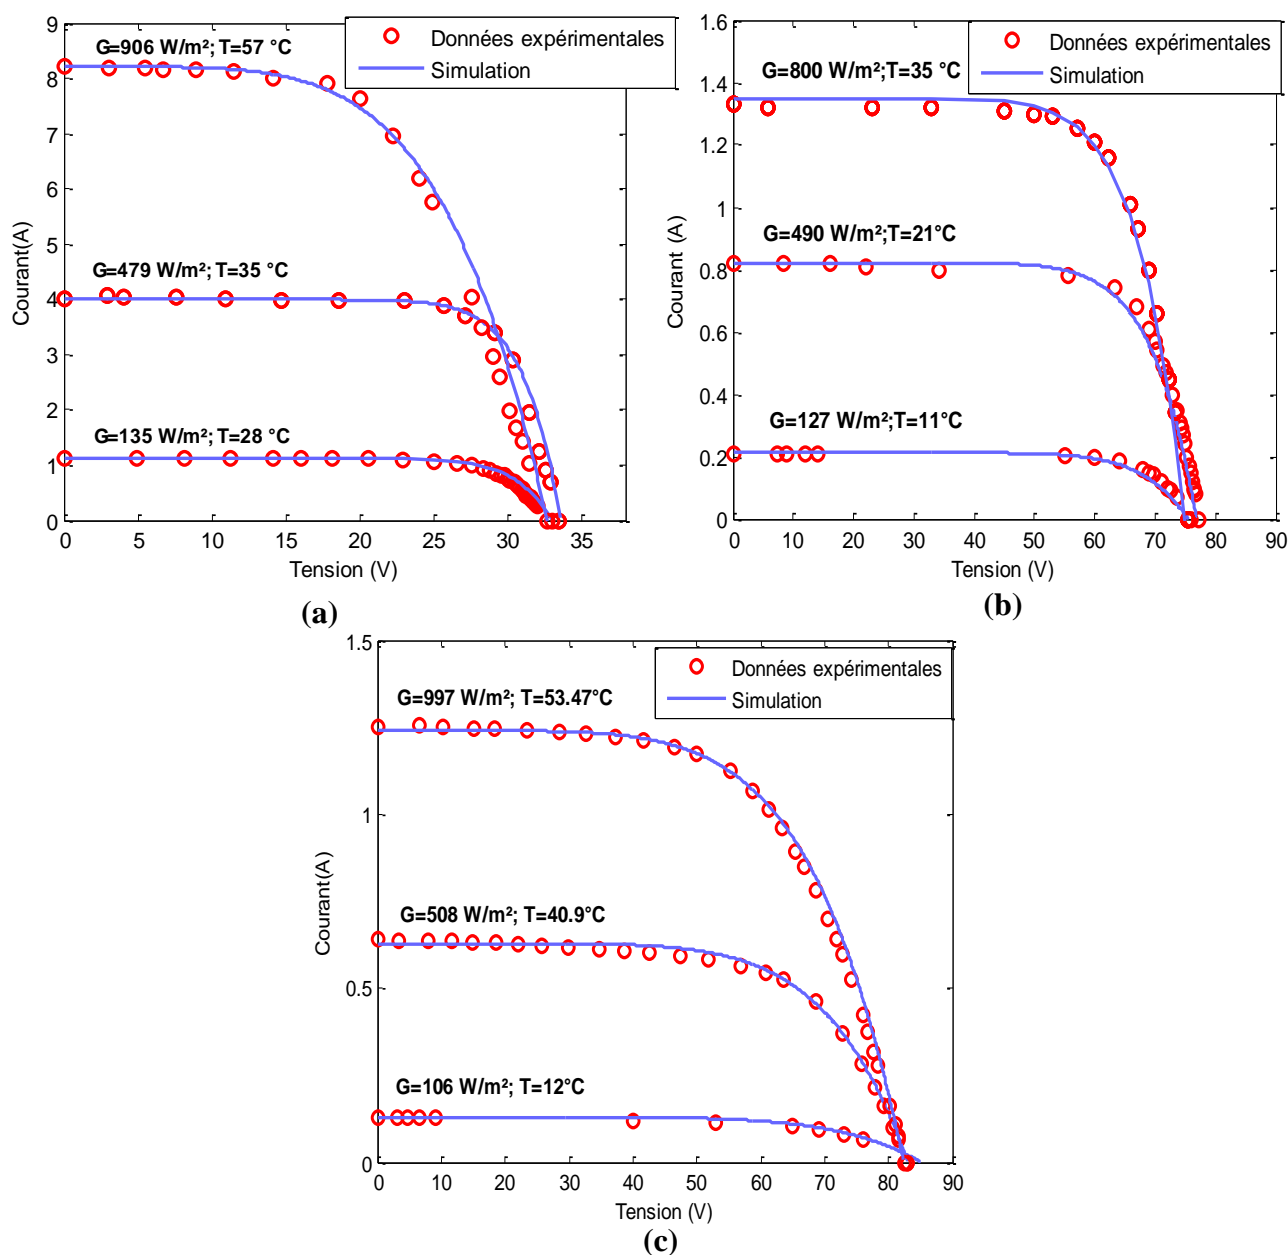 Données expérimentales
Simulation
G=906 W/m²; T=57 °C
G=479 W/m²; T=35 °C
G=135 W/m²; T=28 °C
Courant(A)
9
8
7
6
5
4
3
2
1
0
0 5 10 15 20 25 30 35
Tension (V)
(a)
Données expérimentales
Simulation
G=800 W/m²;T=35 °C
G=490 W/m²;T=21°C
G=127 W/m²;T=11°C
Courant (A)
1.6
1.4
1.2
1
0.8
0.6
0.4
0.2
0
0 10 20 30 40 50 60 70 80 90
Tension (V)
(b)
Données expérimentales
Simulation
G=997 W/m²; T=53.47°C
G=508 W/m²; T=40.9°C
G=106 W/m²; T=12°C
Courant(A)
1.5
1
0.5
0
0 10 20 30 40 50 60 70 80 90
Tension (V)
(c)